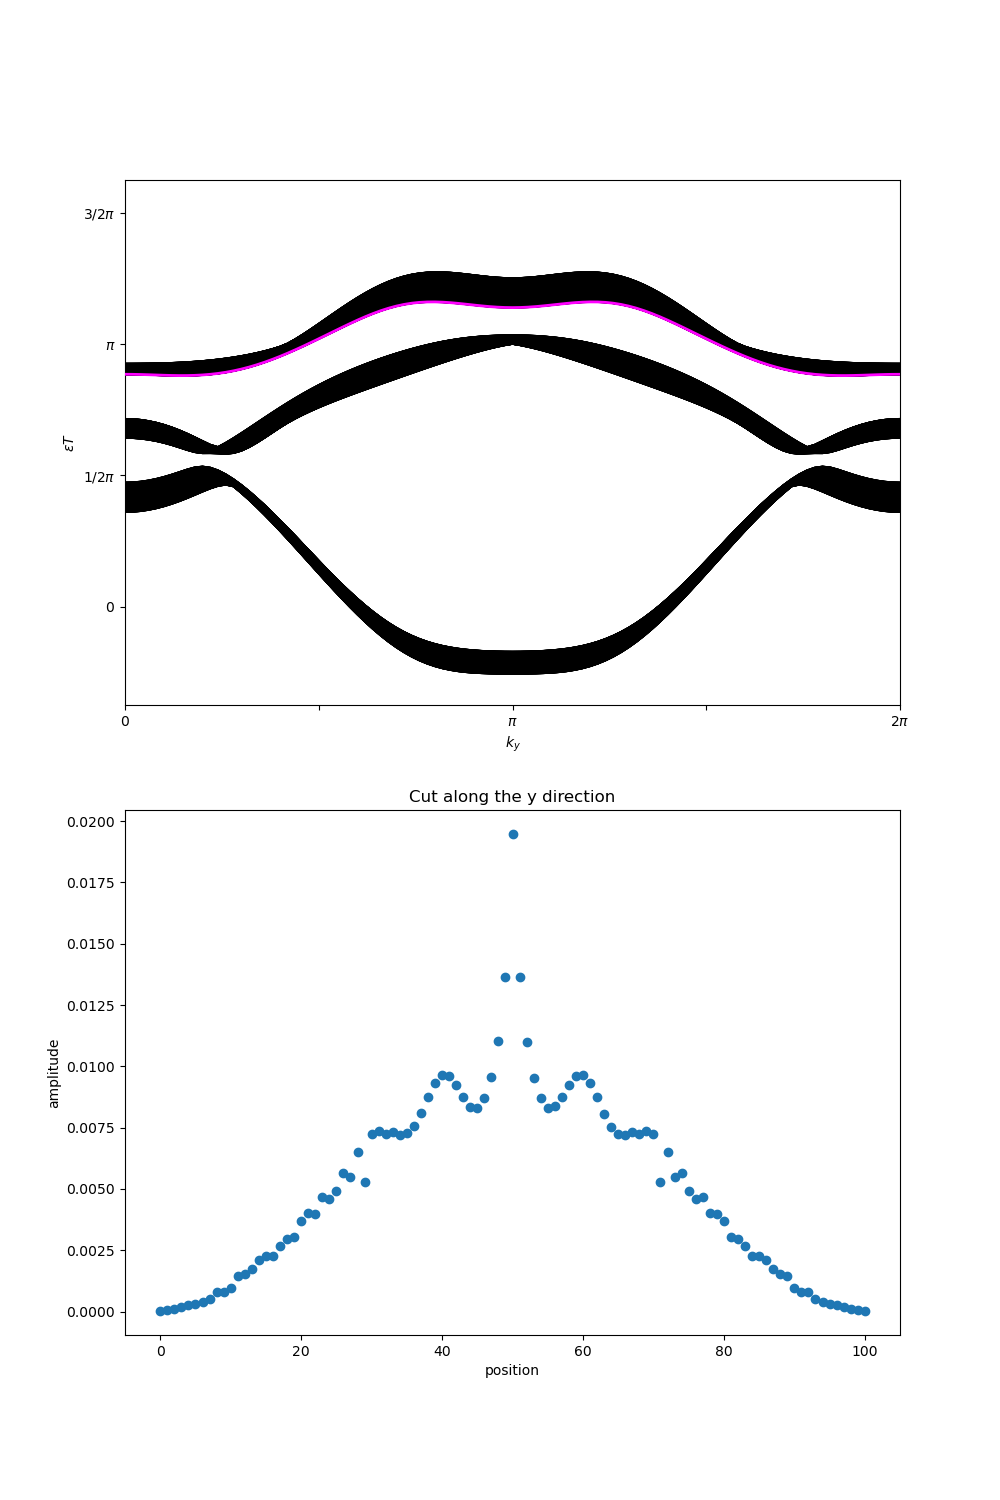 3/2π
π
1/2π
0
εT
0
π
2π
k_y
Cut along the y direction
0.0200
0.0175
0.0150
0.0125
0.0100
0.0075
0.0050
0.0025
0.0000
amplitude
0 20 40 60 80 100
position